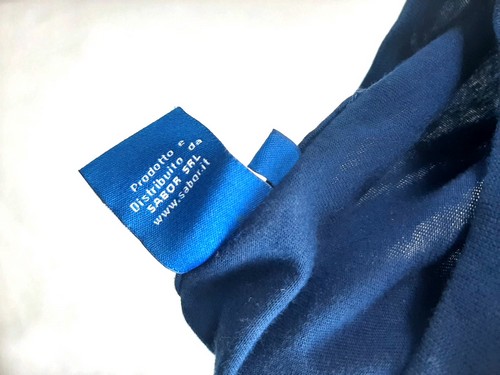 Prodotto e
Distribuito da
SABOR SRL
www.sabor.it